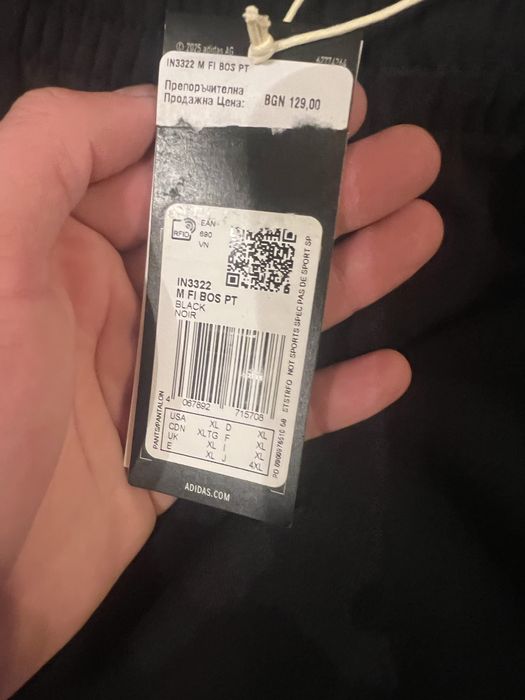 © 2025 adidas AG
IN3322 M FI BOS PT
Препоръчителна
Продажна Цена: BGN 129,00
RFID
EAN
690
VN
IN3322
M FI BOS PT
BLACK
NOIR
4 067892 715708
PANTS/PANTALON
USA XL D XL
CDN XLTG F XL
UK XL I XL
E XL J 4XL
STSTRFO HOT SPORTS SPEC PAS DE SPORT SP
ADIDAS.COM